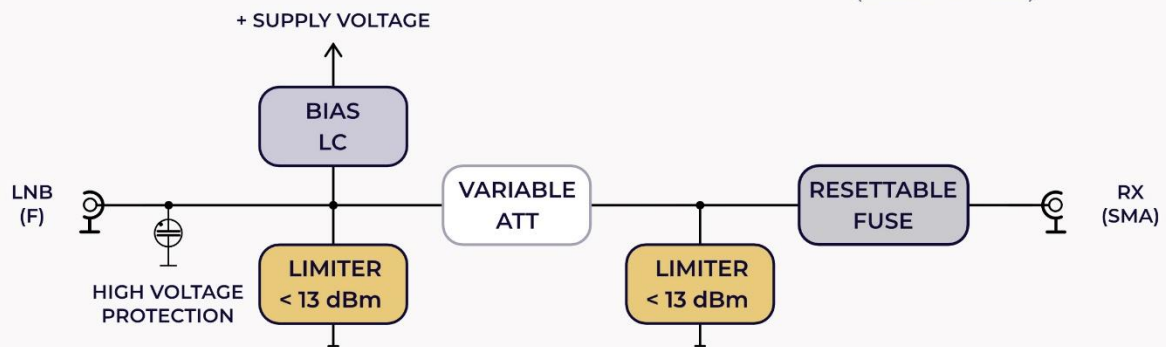 + SUPPLY VOLTAGE
BIAS
LC
LNB
(F)
VARIABLE
ATT
RESETTABLE
FUSE
RX
(SMA)
HIGH VOLTAGE
PROTECTION
LIMITER
< 13 dBm
LIMITER
< 13 dBm